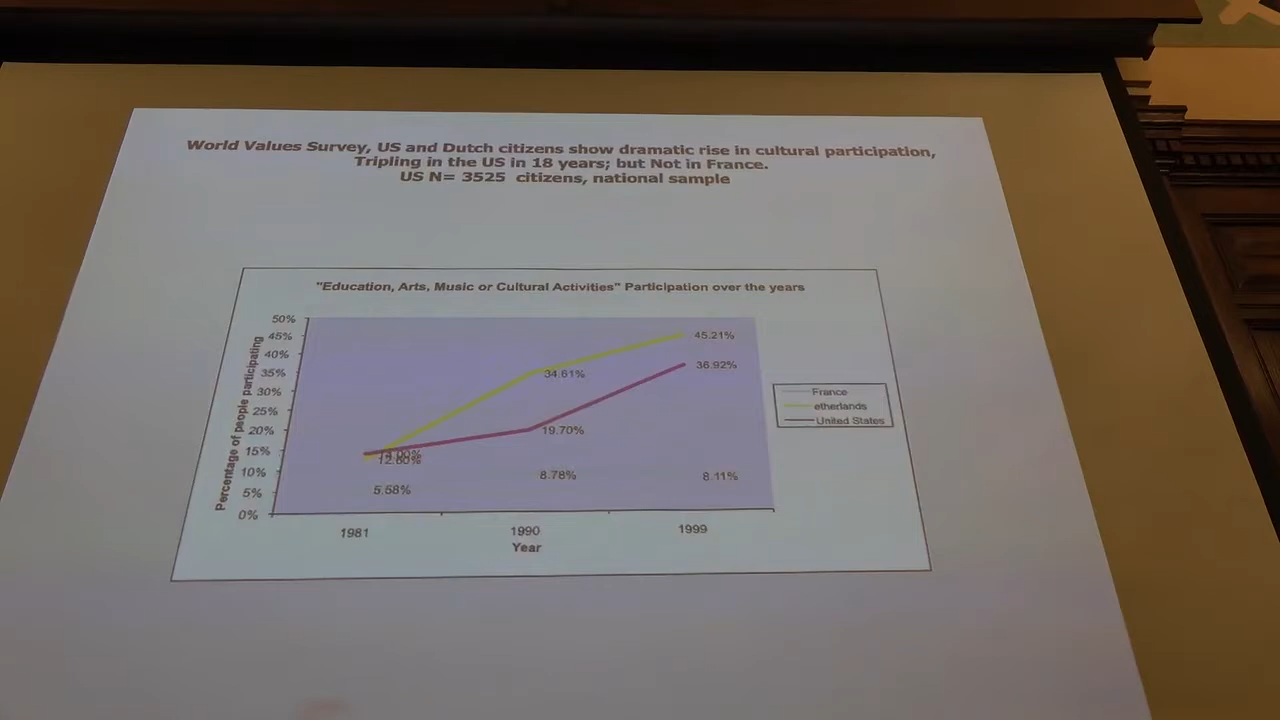 World Values Survey, US and Dutch citizens show dramatic rise in cultural participation,
Tripling in the US in 18 years; but Not in France.
US N= 3525 citizens, national sample
"Education, Arts, Music or Cultural Activities" Participation over the years
Percentage of people participating
50%
45%
40%
35%
30%
25%
20%
15%
10%
5%
0%
45.21%
36.92%
34.61%
19.70%
12.80%
5.58%
8.78%
8.11%
France
etherlands
United States
1981
1990
1999
Year